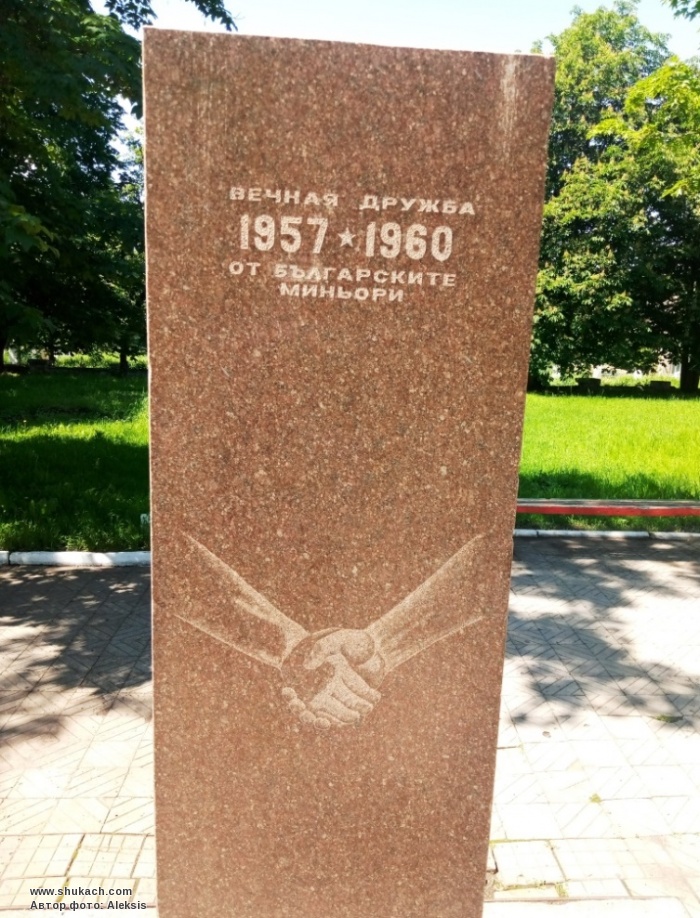 ВЕЧНАЯ ДРУЖБА
1957 ★ 1960
ОТ БЪЛГАРСКИТЕ
МИНЬОРИ
www.shukach.com
Автор фото: Aleksis